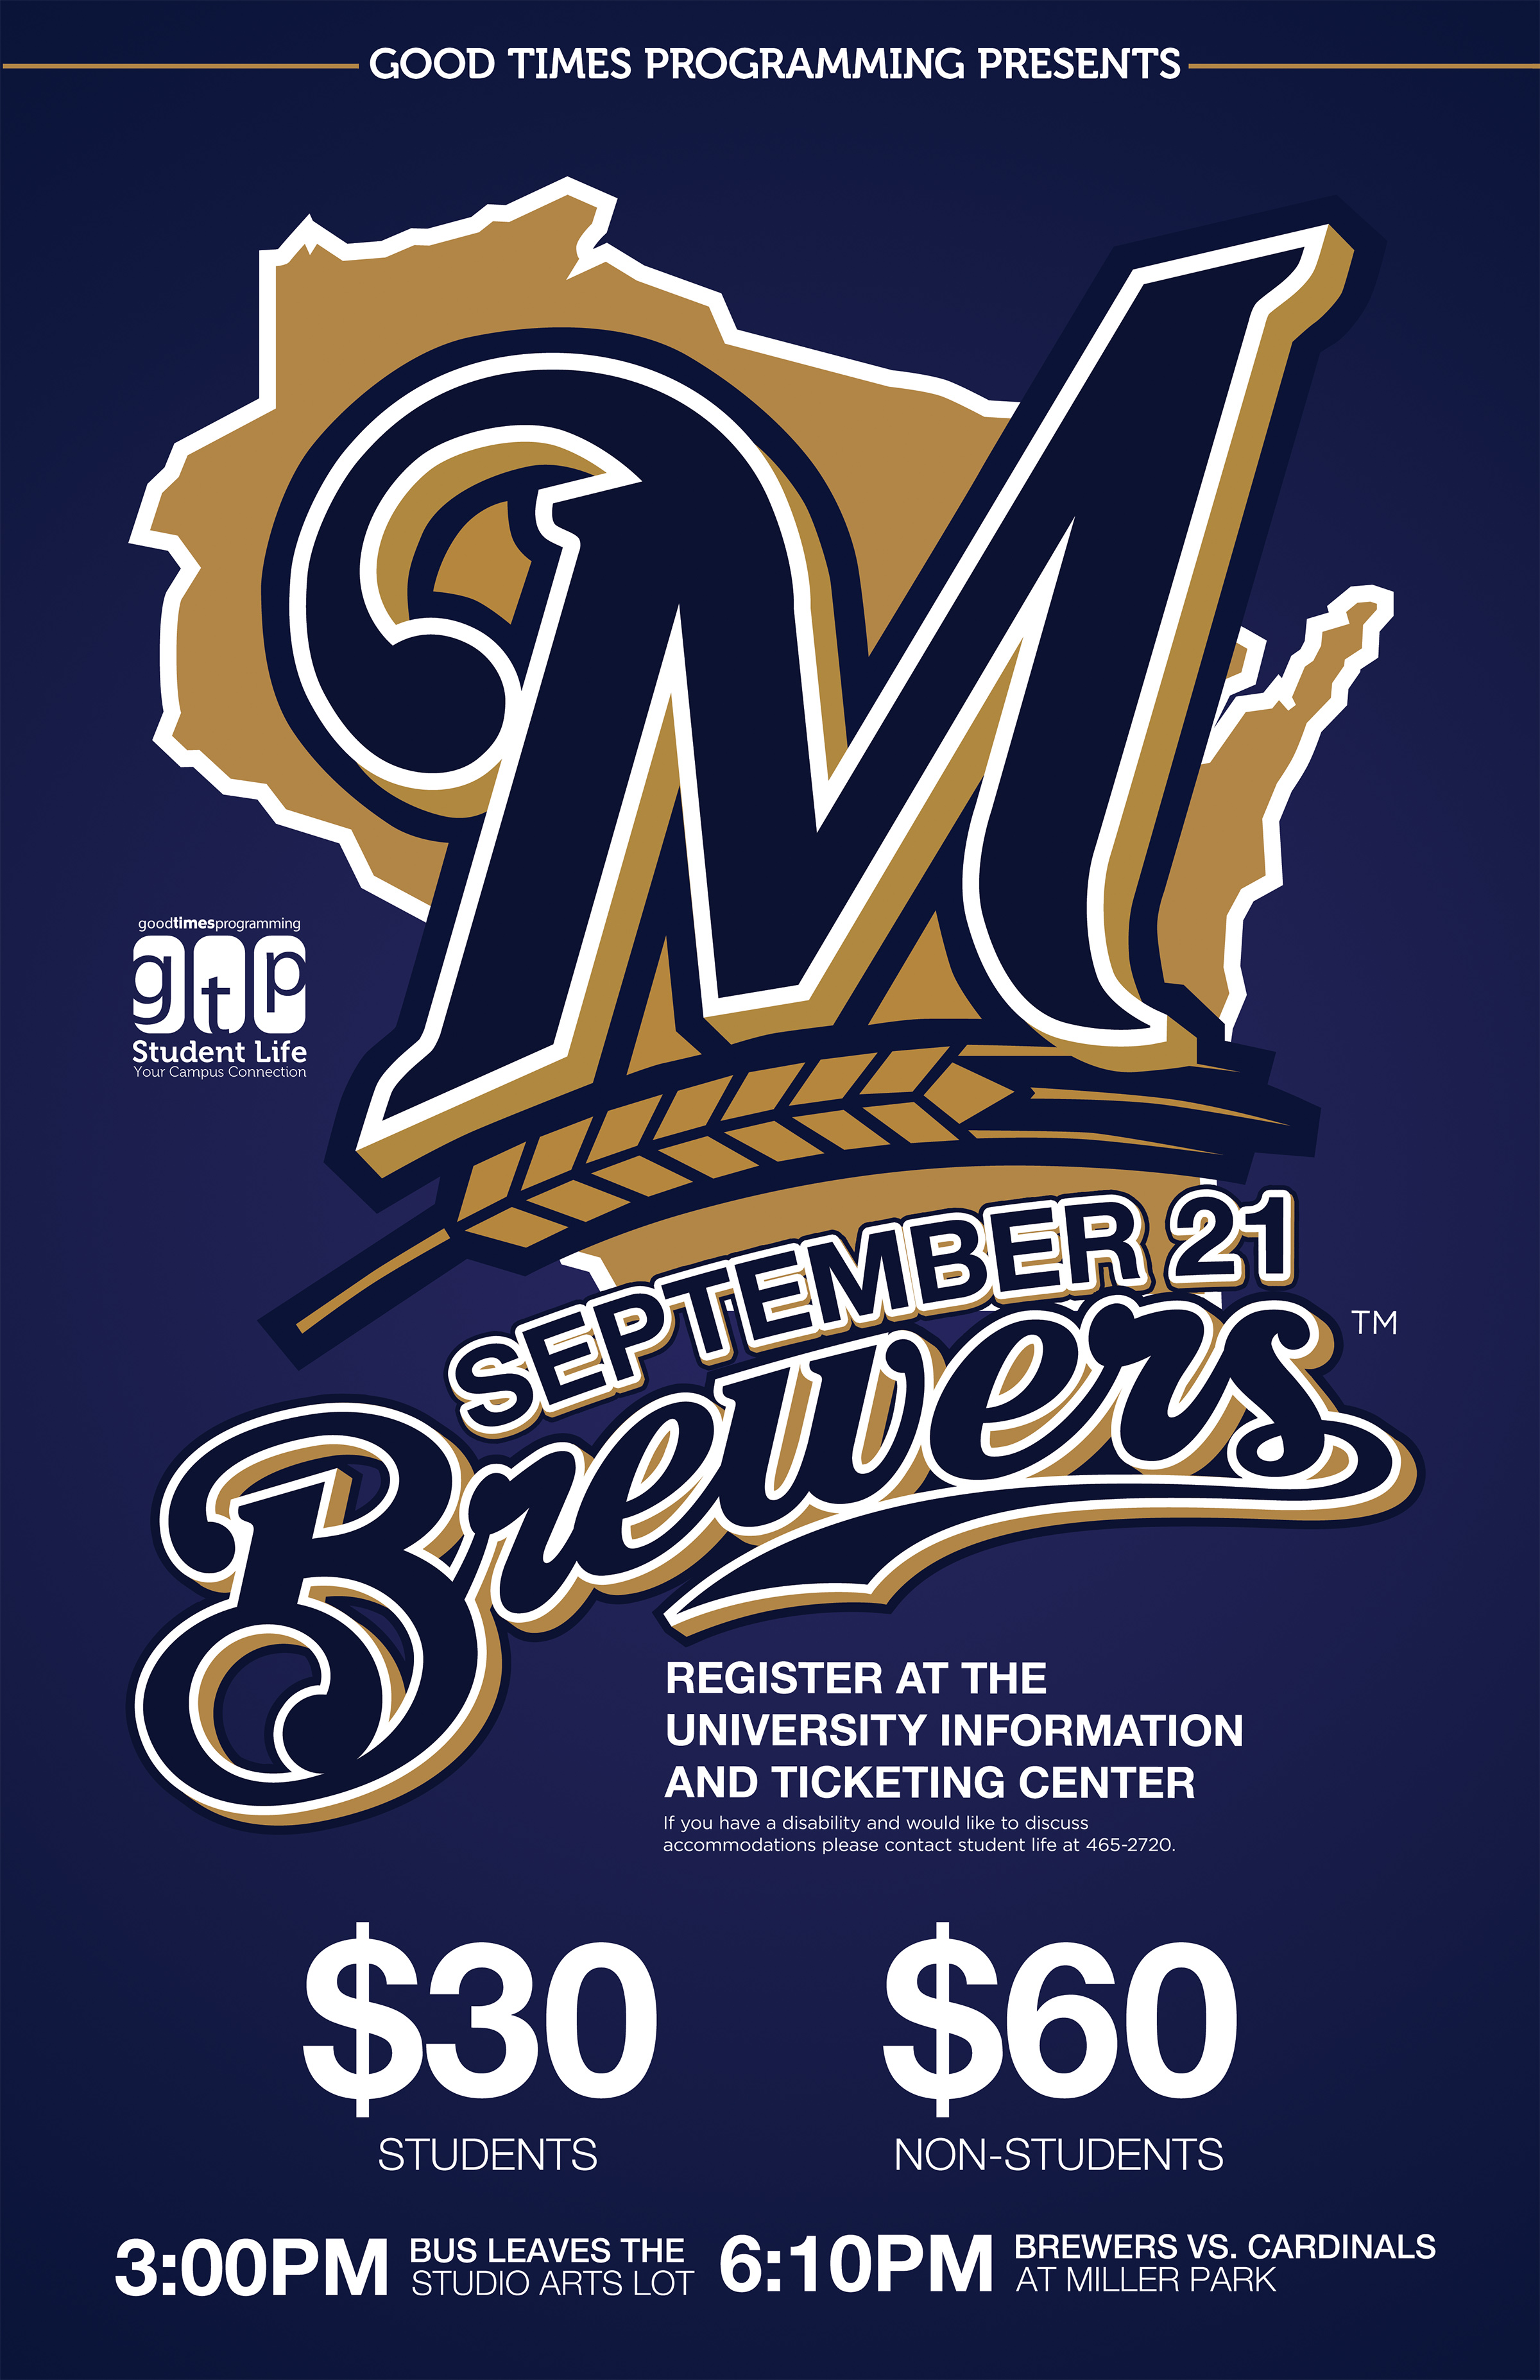 GOOD TIMES PROGRAMMING PRESENTS
M
goodtimesprogramming
gtp
Student Life
Your Campus Connection
SEPTEMBER 21
Brewers TM
REGISTER AT THE
UNIVERSITY INFORMATION
AND TICKETING CENTER
If you have a disability and would like to discuss
accommodations please contact student life at 465-2720.
$30
STUDENTS
$60
NON-STUDENTS
3:00PM
BUS LEAVES THE
STUDIO ARTS LOT
6:10PM
BREWERS VS. CARDINALS
AT MILLER PARK